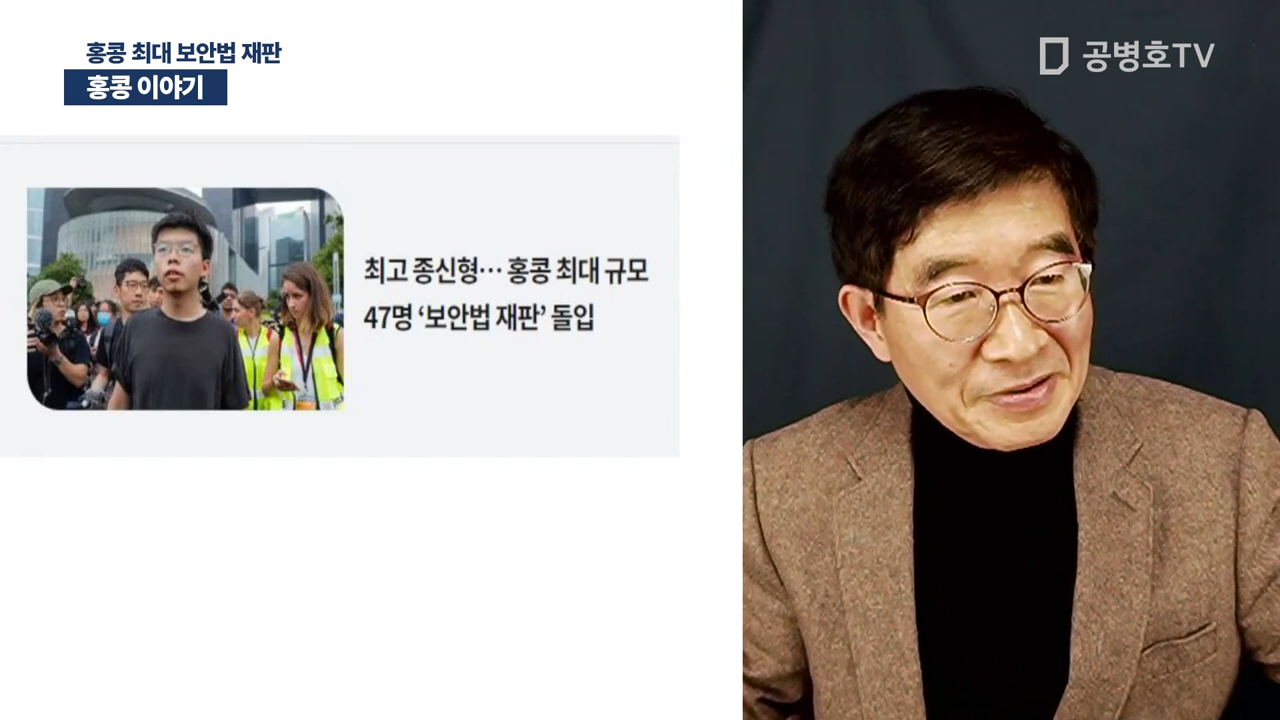 홍콩 최대 보안법 재판
홍콩 이야기
공병호TV
최고 종신형… 홍콩 최대 규모
47명 ‘보안법 재판’ 돌입